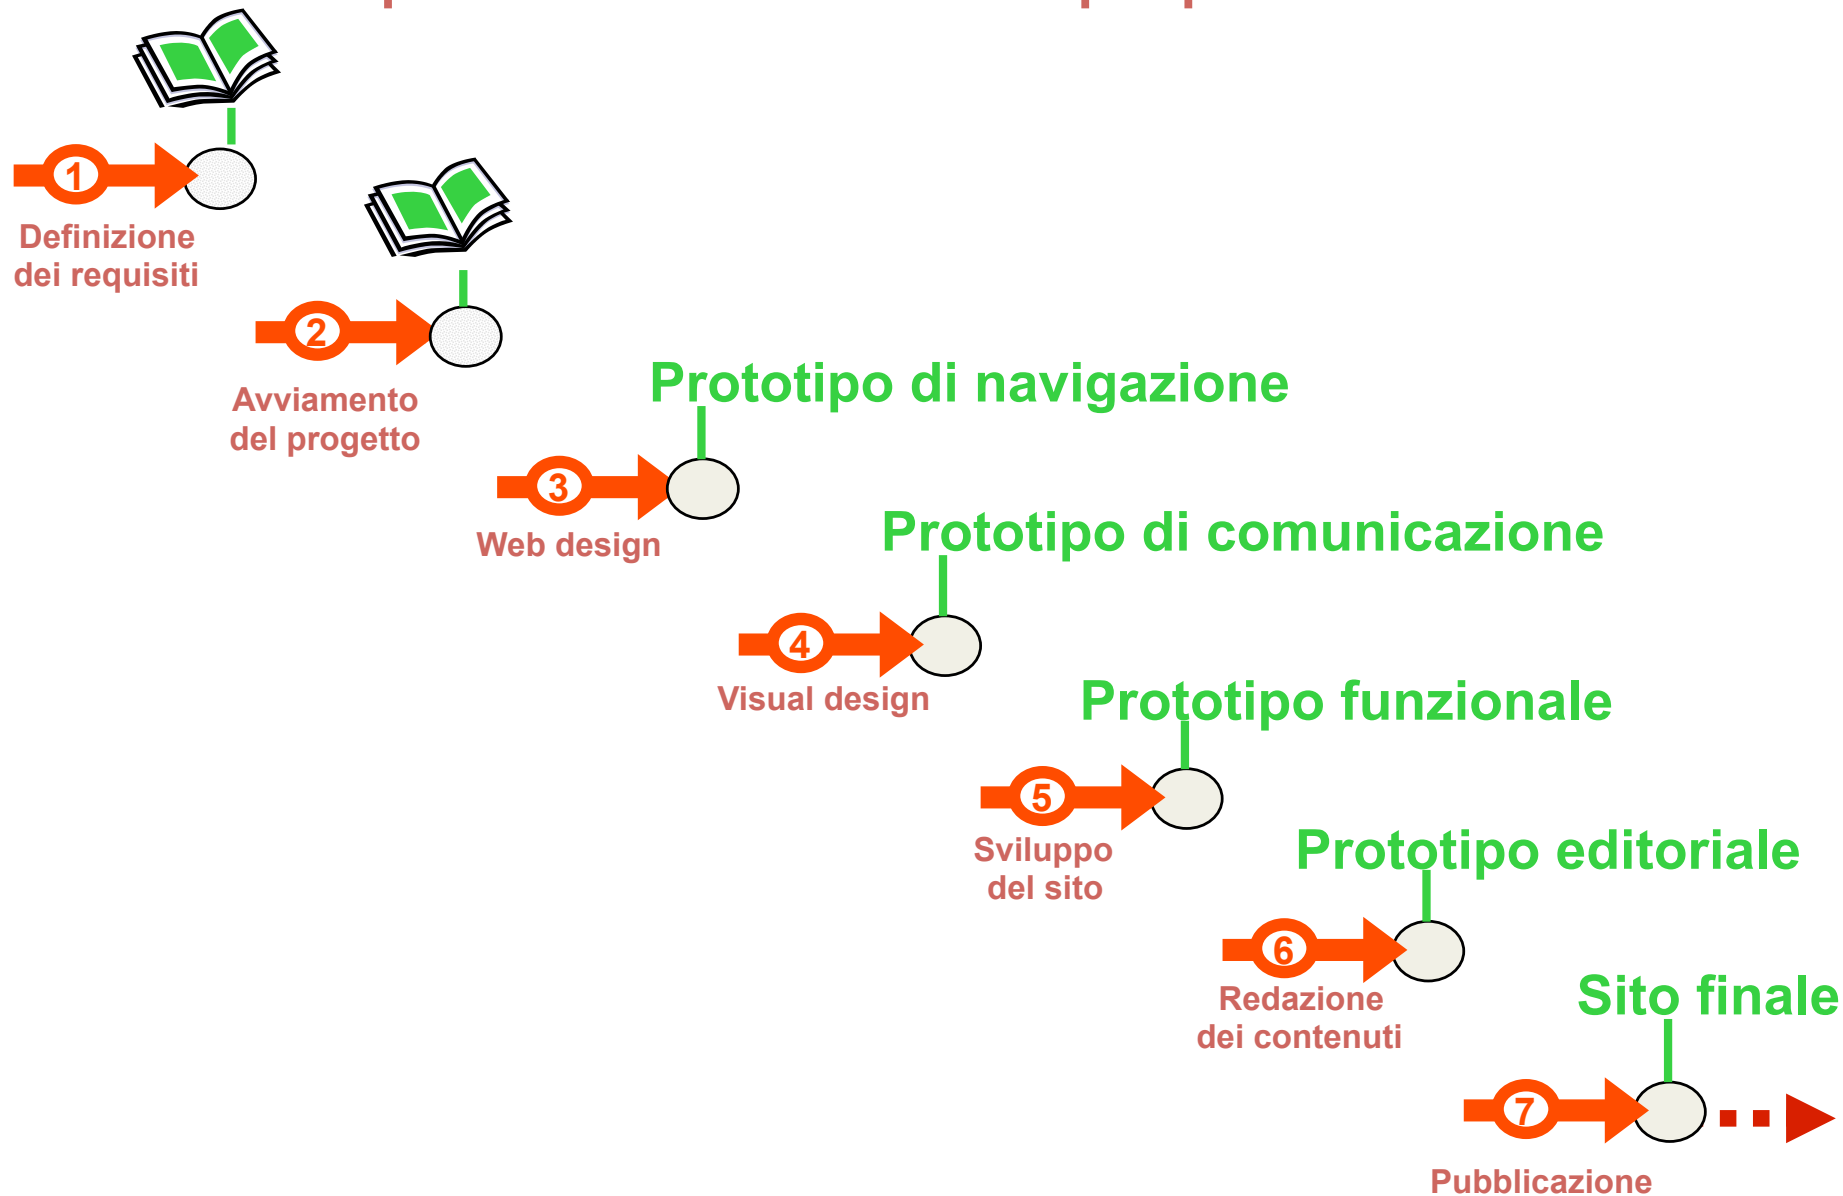 1
Definizione
dei requisiti
2
Avviamento
del progetto
Prototipo di navigazione
3
Web design
Prototipo di comunicazione
4
Visual design
Prototipo funzionale
5
Sviluppo
del sito
Prototipo editoriale
6
Redazione
dei contenuti
Sito finale
7
Pubblicazione